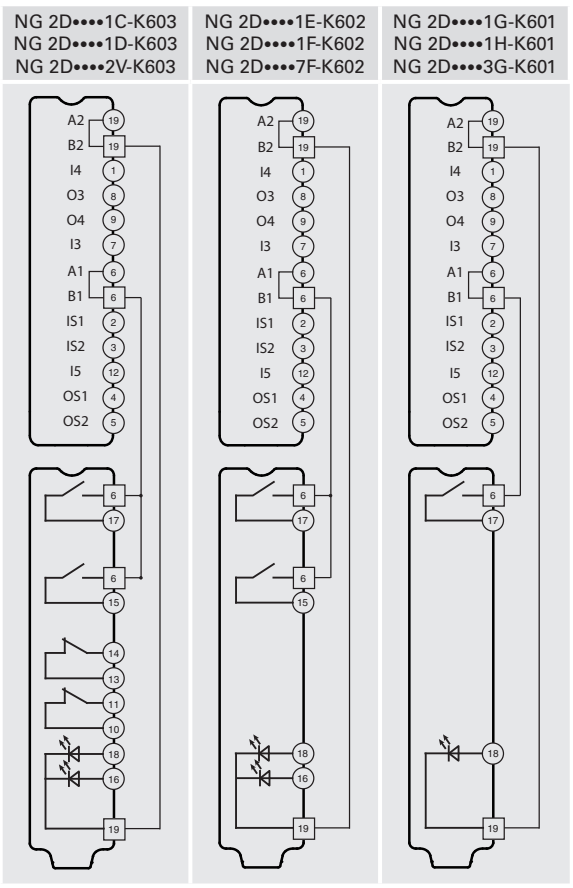 NG 2D••••1C-K603
NG 2D••••1D-K603
NG 2D••••2V-K603
A2 19
B2 19
I4 1
O3 8
O4 9
I3 7
A1 6
B1 6
IS1 2
IS2 3
I5 12
OS1 4
OS2 5
6
17
6
15
14
13
11
10
18
16
19
NG 2D••••1E-K602
NG 2D••••1F-K602
NG 2D••••7F-K602
A2 19
B2 19
I4 1
O3 8
O4 9
I3 7
A1 6
B1 6
IS1 2
IS2 3
I5 12
OS1 4
OS2 5
6
17
6
15
18
16
19
NG 2D••••1G-K601
NG 2D••••1H-K601
NG 2D••••3G-K601
A2 19
B2 19
I4 1
O3 8
O4 9
I3 7
A1 6
B1 6
IS1 2
IS2 3
I5 12
OS1 4
OS2 5
6
17
18
19